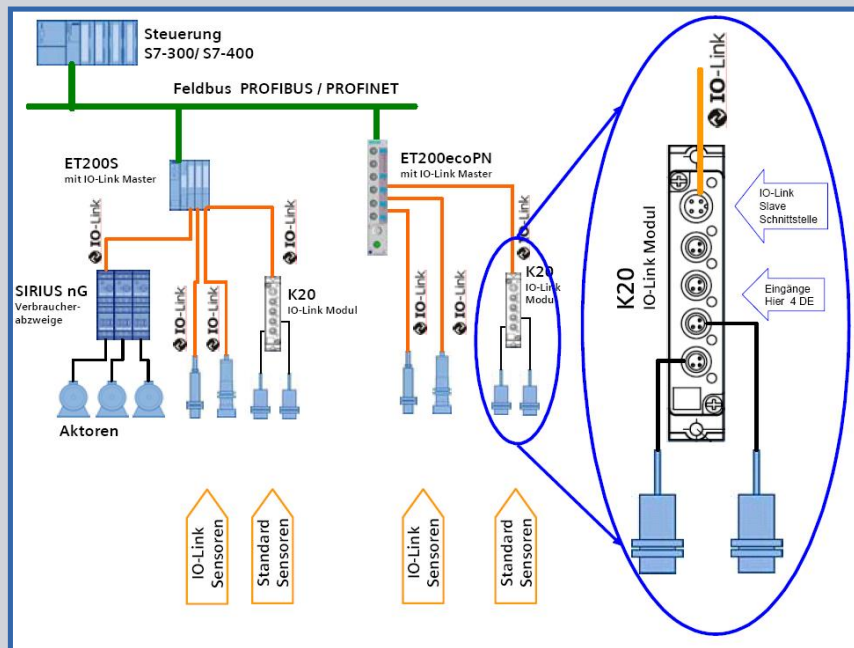 Steuerung
S7-300/ S7-400
Feldbus PROFIBUS / PROFINET
ET200S
mit IO-Link Master
ET200ecoPN
mit IO-Link Master
IO-Link
IO-Link
IO-Link
IO-Link
SIRIUS nG
Verbraucher-
abzweige
K20
IO-Link Modul
Aktoren
IO-Link
IO-Link
IO-Link
K20
IO-Link
Modul
IO-Link
Sensoren
Standard
Sensoren
IO-Link
Sensoren
Standard
Sensoren
IO-Link
K20
IO-Link Modul
IO-Link
Slave
Schnittstelle
Eingänge
Hier 4 DE